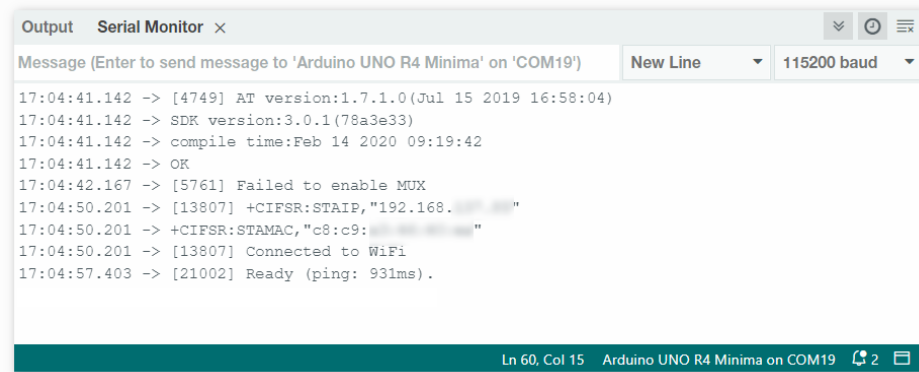 Output Serial Monitor ×
Message (Enter to send message to 'Arduino UNO R4 Minima' on 'COM19') New Line 115200 baud
17:04:41.142 -> [4749] AT version:1.7.1.0(Jul 15 2019 16:58:04)
17:04:41.142 -> SDK version:3.0.1(78a3e33)
17:04:41.142 -> compile time:Feb 14 2020 09:19:42
17:04:41.142 -> OK
17:04:42.167 -> [5761] Failed to enable MUX
17:04:50.201 -> [13807] +CIFSR:STAIP,"192.168. "
17:04:50.201 -> +CIFSR:STAMAC,"c8:c9: "
17:04:50.201 -> [13807] Connected to WiFi
17:04:57.403 -> [21002] Ready (ping: 931ms).
Ln 60, Col 15 Arduino UNO R4 Minima on COM19 2